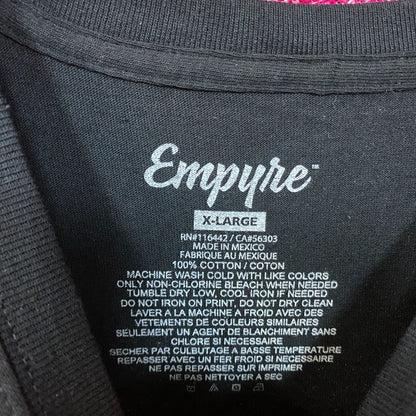 Empyre™
X-LARGE
RN#116442 / CA#56303
MADE IN MEXICO
FABRIQUE AU MEXIQUE
100% COTTON / COTON
MACHINE WASH COLD WITH LIKE COLORS
ONLY NON-CHLORINE BLEACH WHEN NEEDED
TUMBLE DRY LOW, COOL IRON IF NEEDED
DO NOT IRON ON PRINT, DO NOT DRY CLEAN
LAVER A LA MACHINE A FROID AVEC DES
VETEMENTS DE COULEURS SIMILAIRES
SEULEMENT UN AGENT DE BLANCHIMENT SANS
CHLORE SI NECESSAIRE
SECHER PAR CULBUTAGE A BASSE TEMPERATURE
REPASSER AVEC UN FER FROID SI NECESSAIRE
NE PAS REPASSER SUR IMPRIMER
NE PAS NETTOYER A SEC